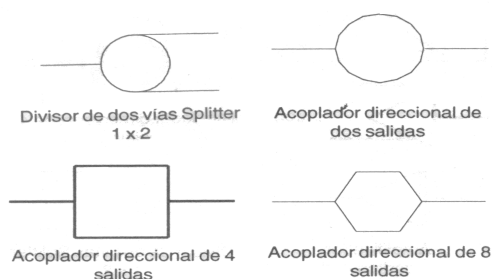 Divisor de dos vías Splitter
1 x 2
Acoplador direccional de
dos salidas
Acoplador direccional de 4
salidas
Acoplador direccional de 8
salidas